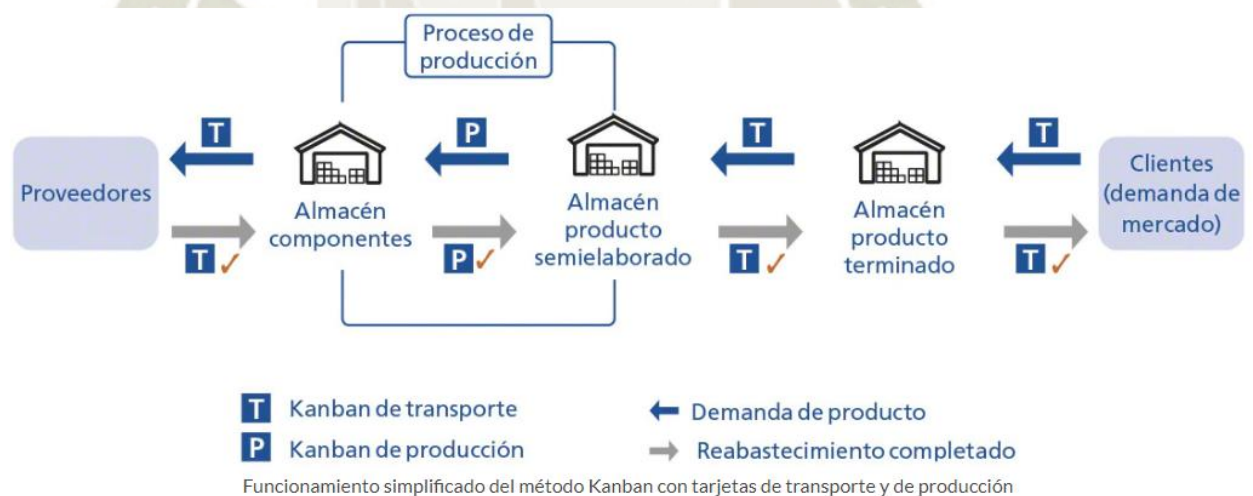 Proceso de
producción
T
P
T
T
Proveedores
Clientes
(demanda de
mercado)
Almacén
componentes
Almacén
producto
semielaborado
Almacén
producto
terminado
T ✓
P ✓
T ✓
T ✓
T Kanban de transporte
← Demanda de producto
P Kanban de producción
→ Reabastecimiento completado
Funcionamiento simplificado del método Kanban con tarjetas de transporte y de producción